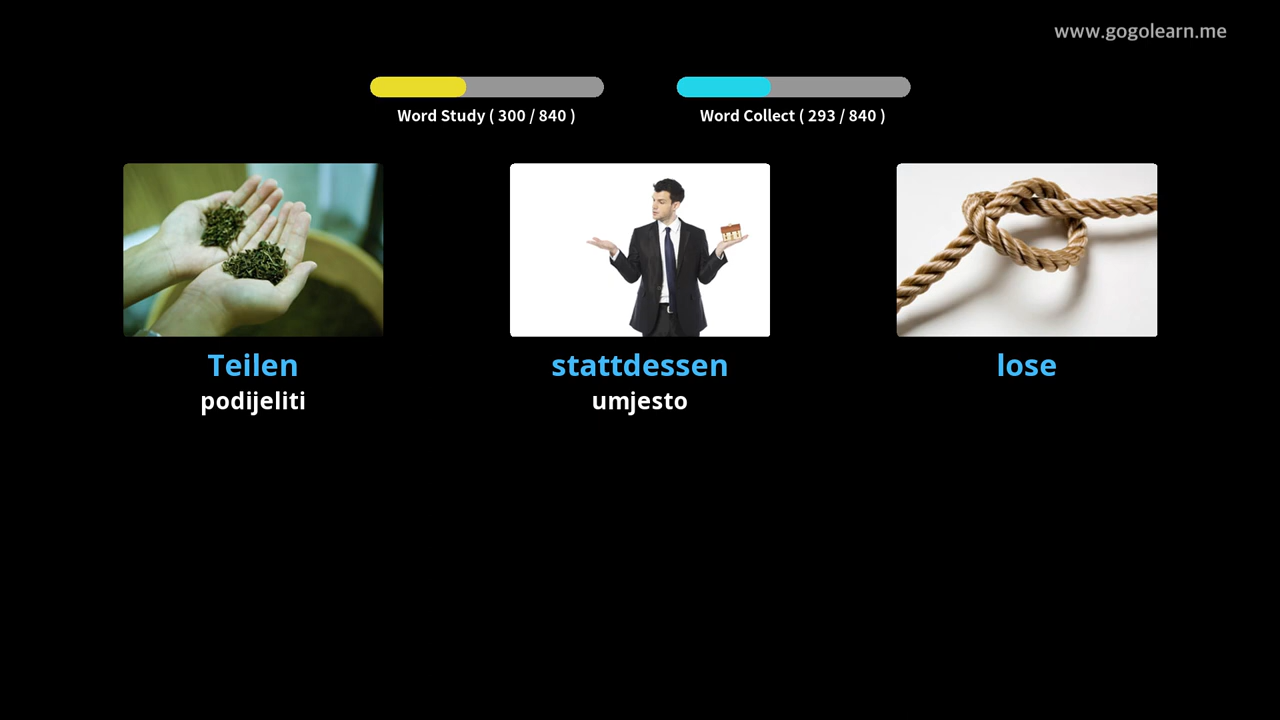 www.gogolearn.me
Word Study ( 300 / 840 )
Word Collect ( 293 / 840 )
Teilen
podijeliti
stattdessen
umjesto
lose